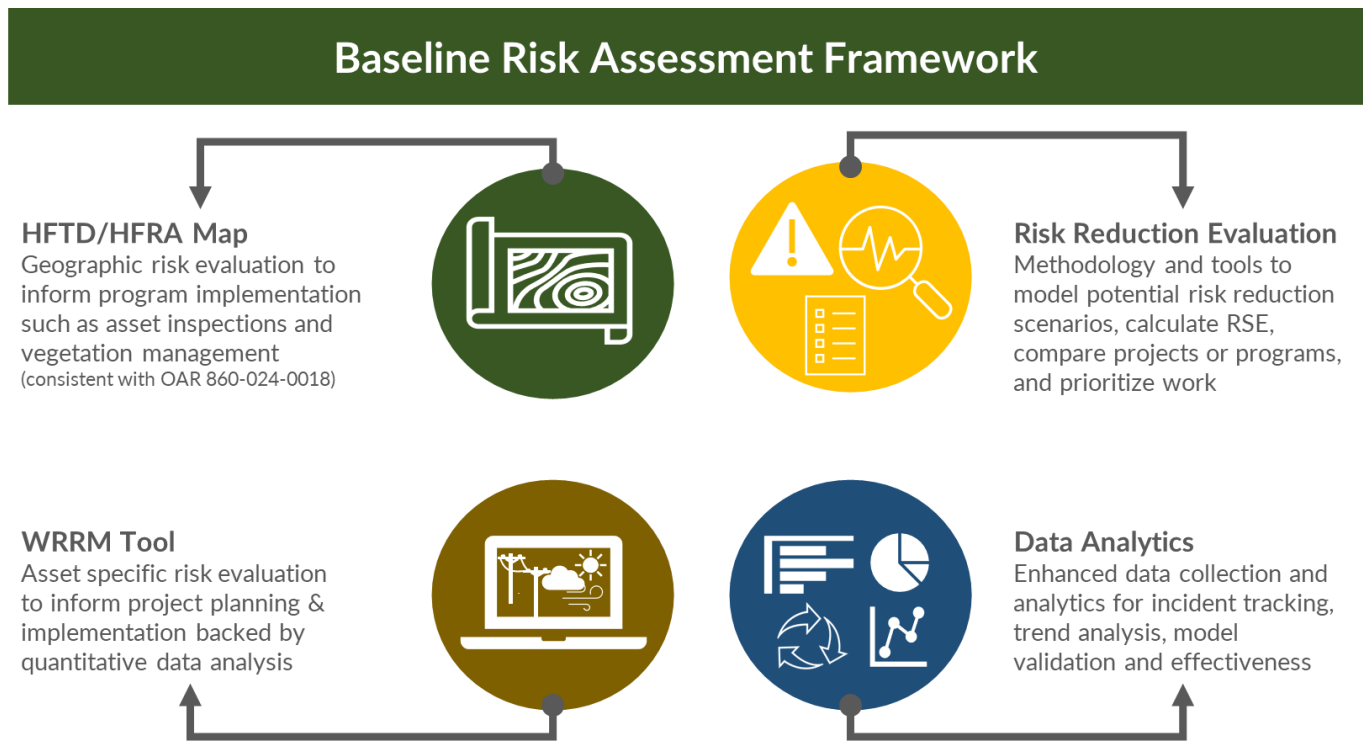 Baseline Risk Assessment Framework
HFTD/HFRA Map
Geographic risk evaluation to
inform program implementation
such as asset inspections and
vegetation management
(consistent with OAR 860-024-0018)
Risk Reduction Evaluation
Methodology and tools to
model potential risk reduction
scenarios, calculate RSE,
compare projects or programs,
and prioritize work
WRRM Tool
Asset specific risk evaluation
to inform project planning &
implementation backed by
quantitative data analysis
Data Analytics
Enhanced data collection and
analytics for incident tracking,
trend analysis, model
validation and effectiveness